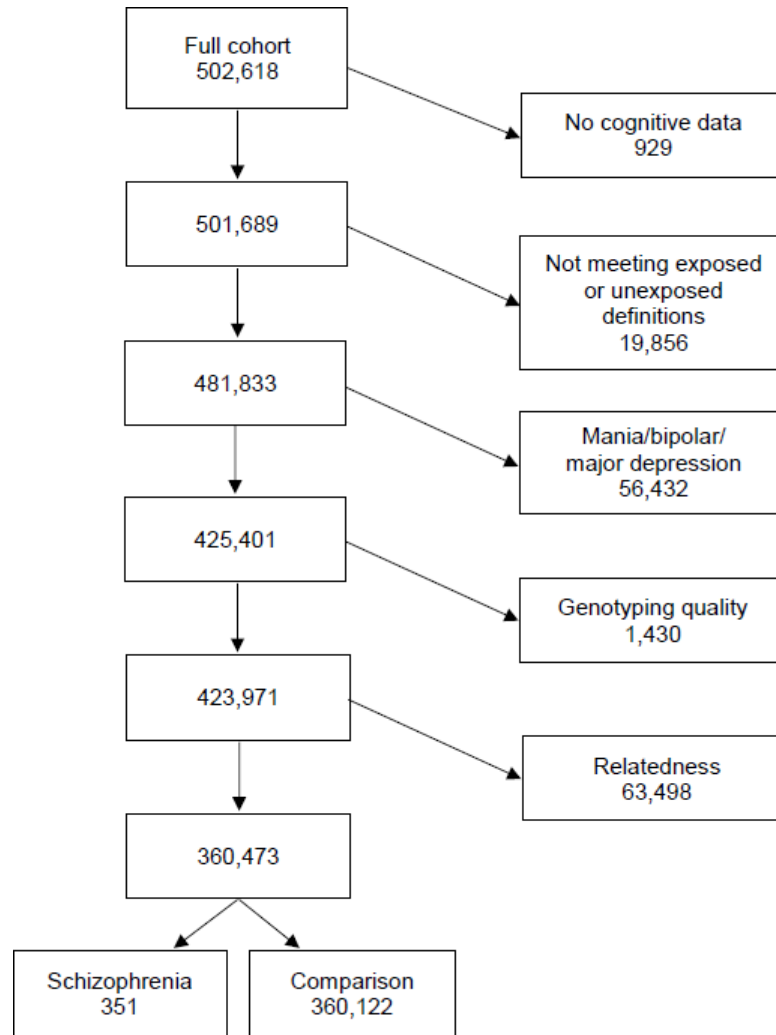 Full cohort
502,618
No cognitive data
929
501,689
Not meeting exposed
or unexposed
definitions
19,856
481,833
Mania/bipolar/
major depression
56,432
425,401
Genotyping quality
1,430
423,971
Relatedness
63,498
360,473
Schizophrenia
351
Comparison
360,122